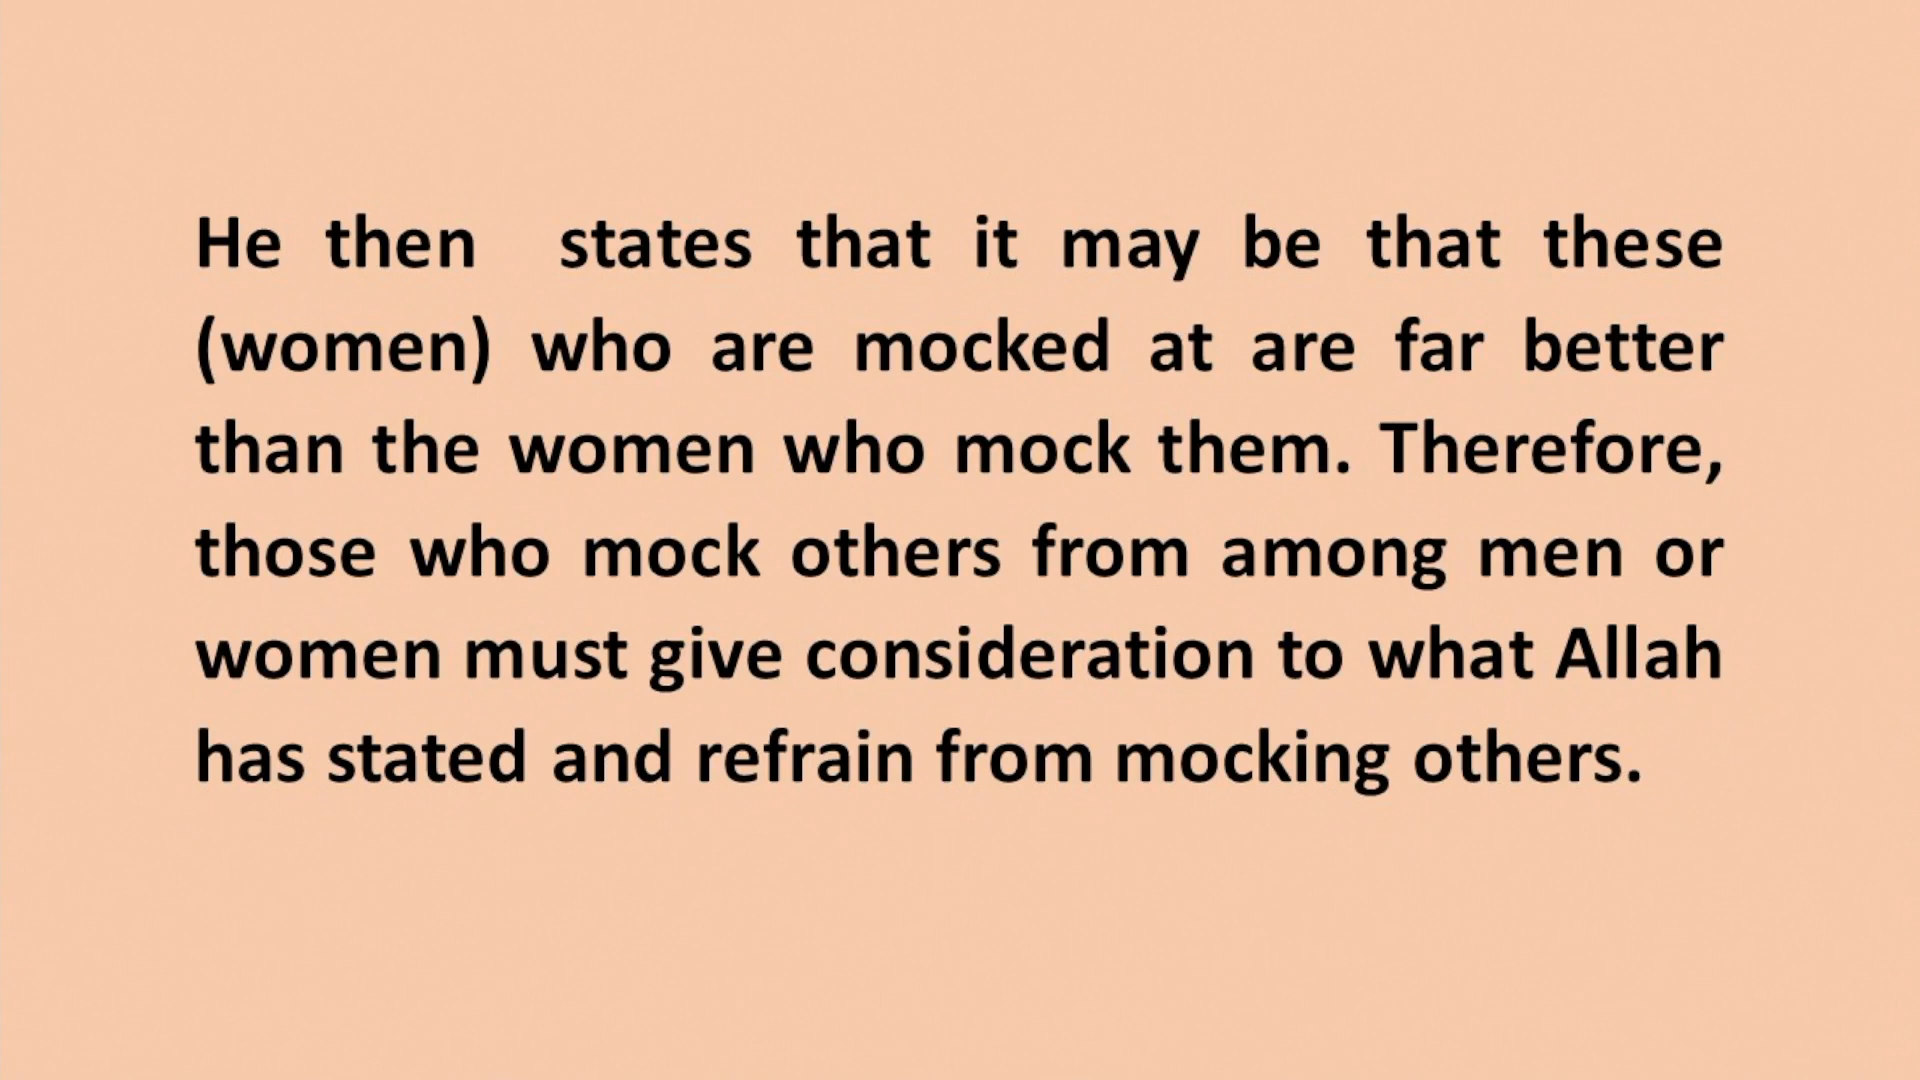 He then states that it may be that these
(women) who are mocked at are far better
than the women who mock them. Therefore,
those who mock others from among men or
women must give consideration to what Allah
has stated and refrain from mocking others.